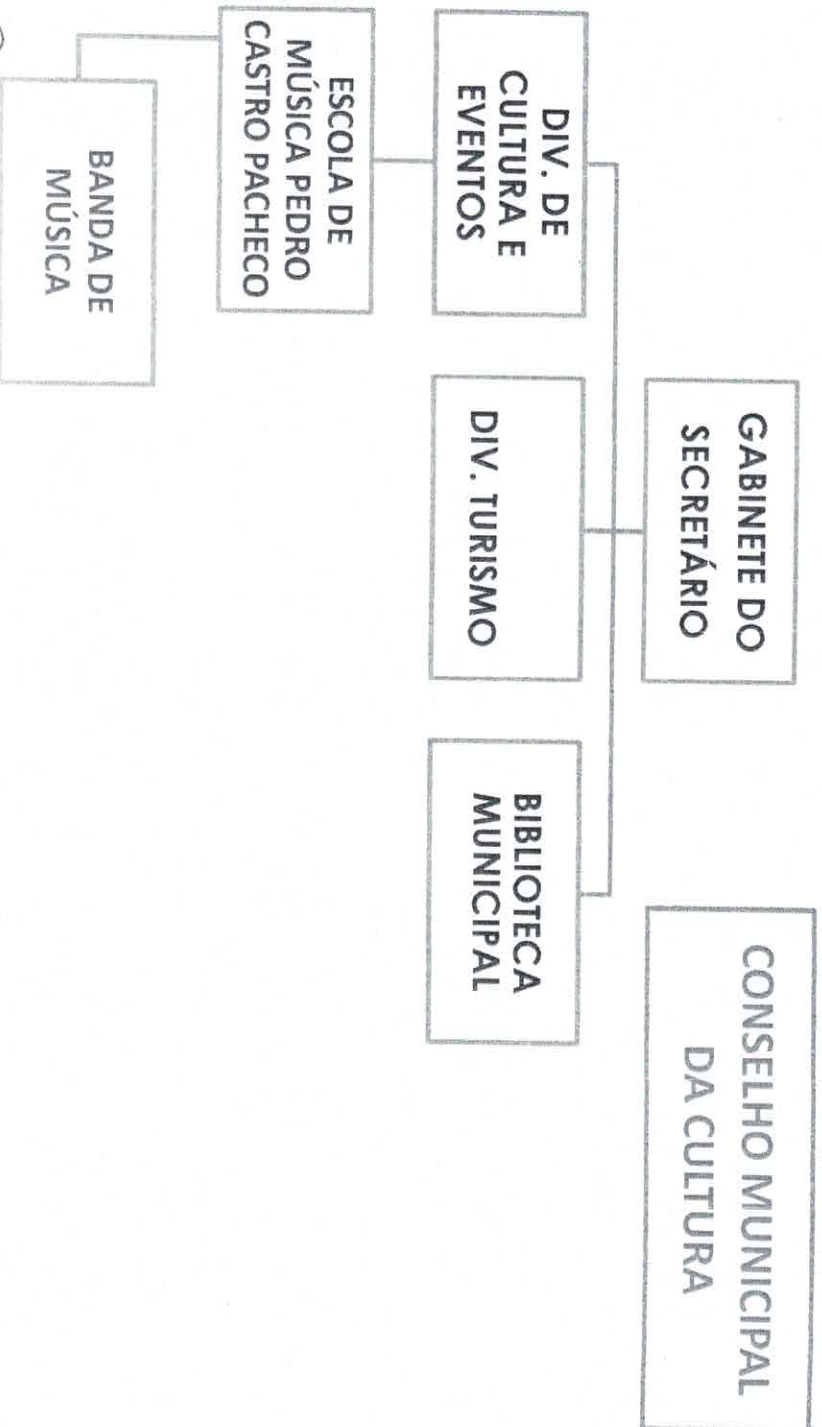 GABINETE DO
SECRETÁRIO
CONSELHO MUNICIPAL
DA CULTURA
DIV. DE
CULTURA E
EVENTOS
DIV. TURISMO
BIBLIOTECA
MUNICIPAL
ESCOLA DE
MÚSICA PEDRO
CASTRO PACHECO
BANDA DE
MÚSICA